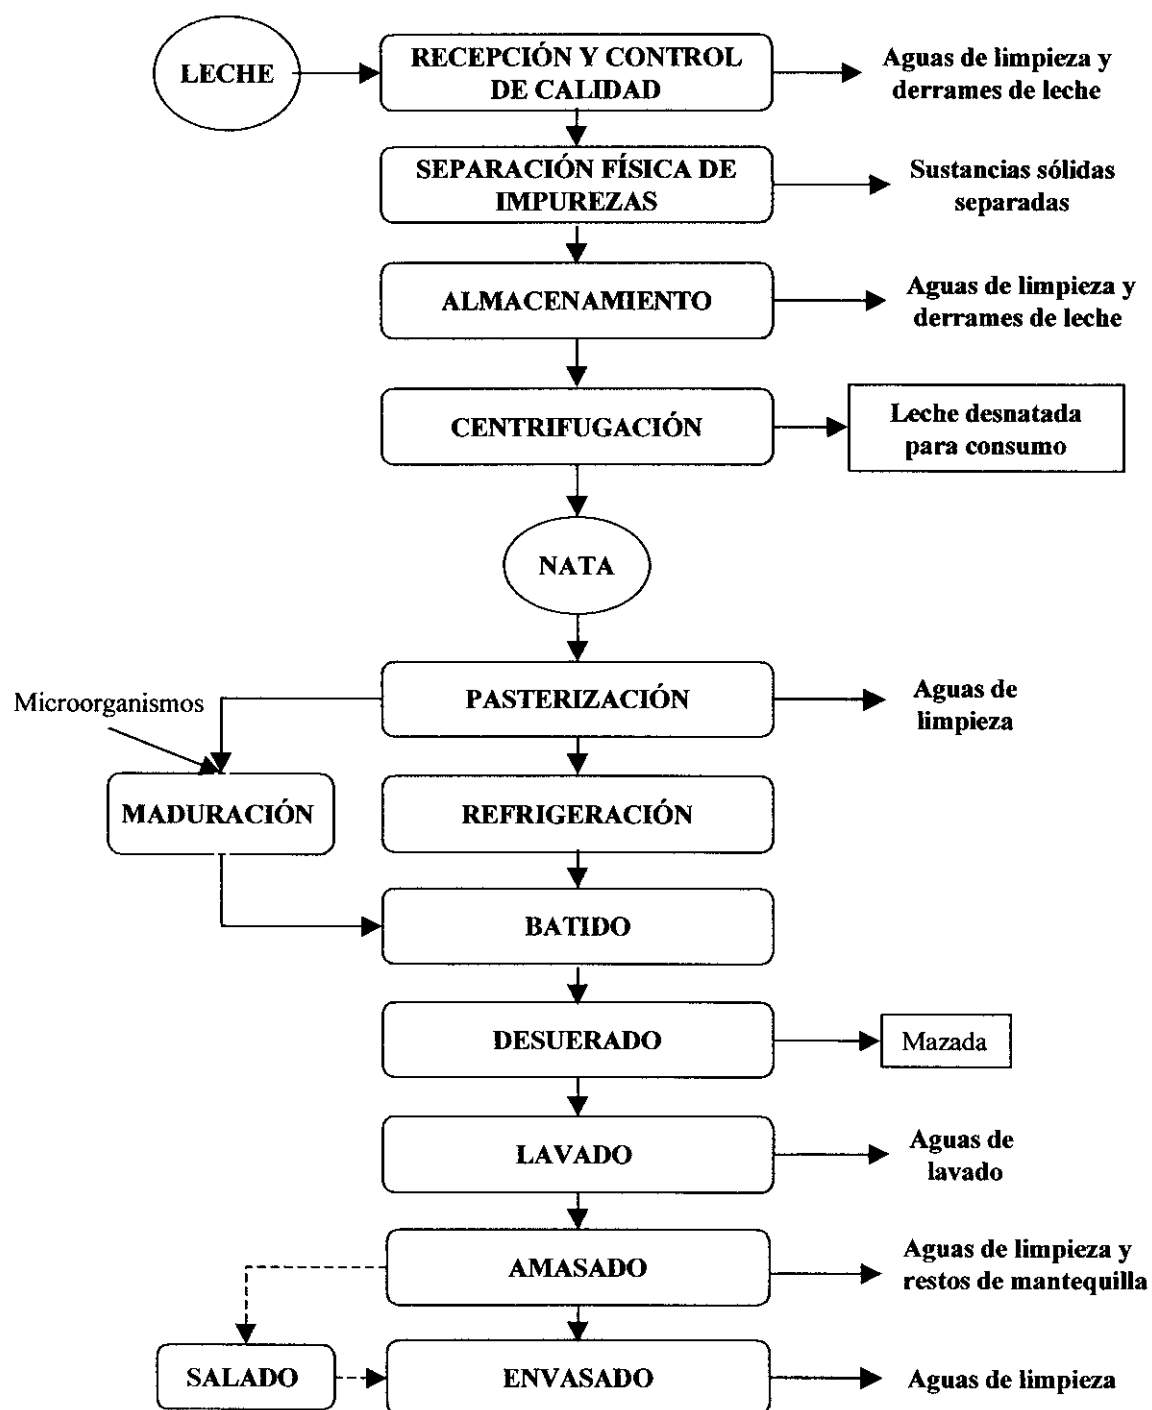 LECHE
RECEPCIÓN Y CONTROL
DE CALIDAD
Aguas de limpieza y
derrames de leche
SEPARACIÓN FÍSICA DE
IMPUREZAS
Sustancias sólidas
separadas
ALMACENAMIENTO
Aguas de limpieza y
derrames de leche
CENTRIFUGACIÓN
Leche desnatada
para consumo
NATA
PASTERIZACIÓN
Aguas de
limpieza
Microorganismos
MADURACIÓN
REFRIGERACIÓN
BATIDO
DESUERADO
Mazada
LAVADO
Aguas de
lavado
AMASADO
Aguas de limpieza y
restos de mantequilla
SALADO
ENVASADO
Aguas de limpieza